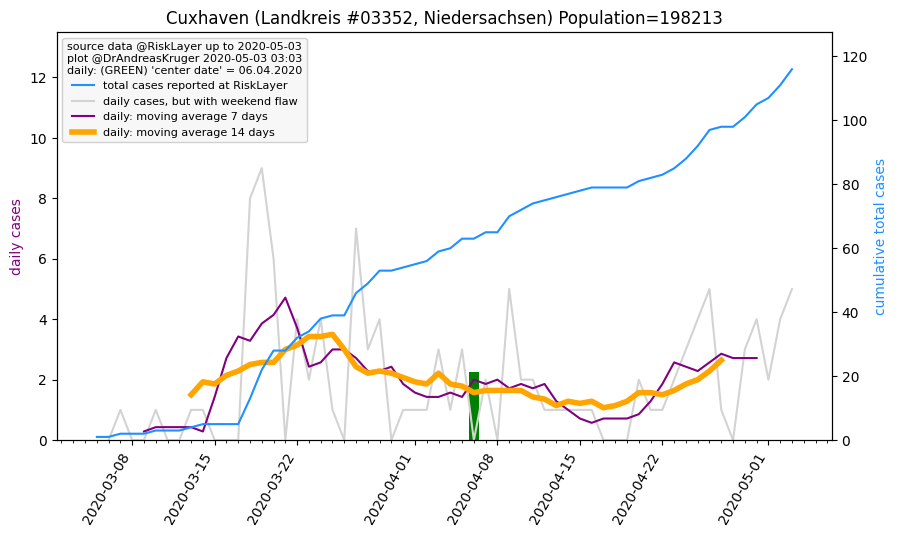 Cuxhaven (Landkreis #03352, Niedersachsen) Population=198213
source data @RiskLayer up to 2020-05-03
plot @DrAndreasKruger 2020-05-03 03:03
daily: (GREEN) 'center date' = 06.04.2020
total cases reported at RiskLayer
daily cases, but with weekend flaw
daily: moving average 7 days
daily: moving average 14 days
daily cases
12
10
8
6
4
2
0
cumulative total cases
120
100
80
60
40
20
0
2020-03-08
2020-03-15
2020-03-22
2020-04-01
2020-04-08
2020-04-15
2020-04-22
2020-05-01